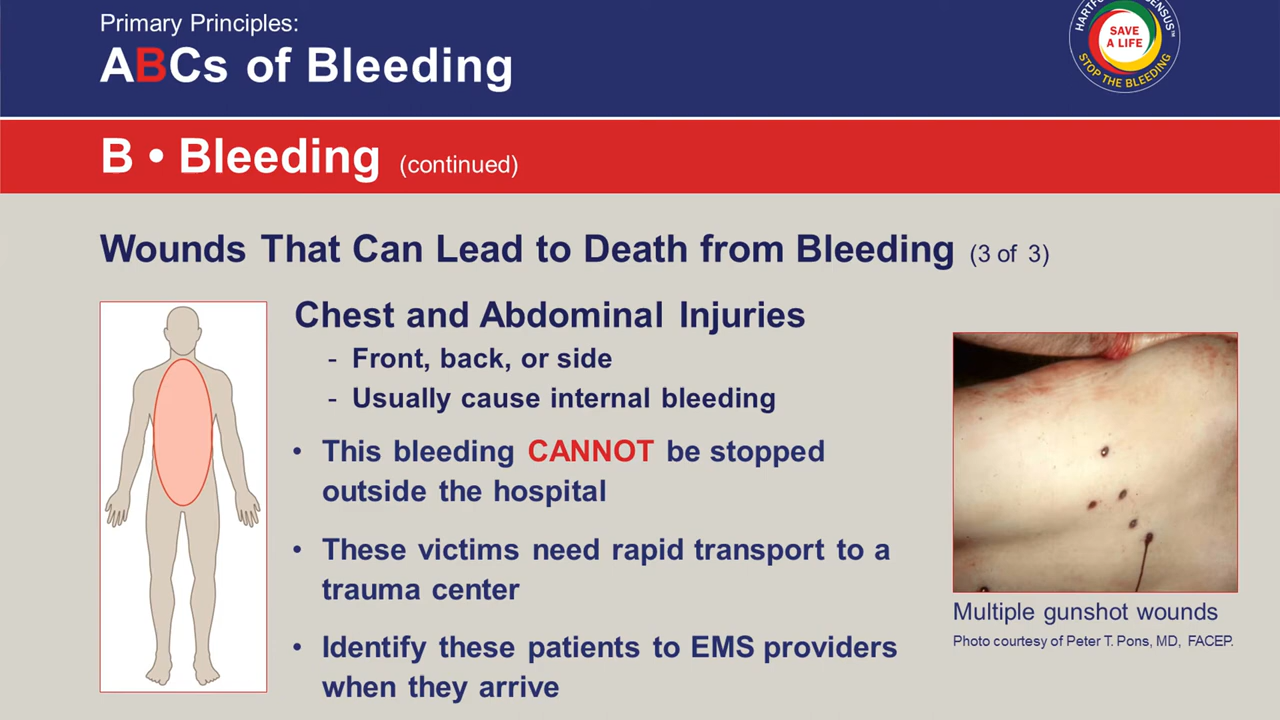 Primary Principles:
ABCs of Bleeding
SAVE
A LIFE
STOP THE BLEEDING
B • Bleeding (continued)
Wounds That Can Lead to Death from Bleeding (3 of 3)
Chest and Abdominal Injuries
- Front, back, or side
- Usually cause internal bleeding
• This bleeding CANNOT be stopped
outside the hospital
• These victims need rapid transport to a
trauma center
• Identify these patients to EMS providers
when they arrive
Multiple gunshot wounds
Photo courtesy of Peter T. Pons, MD, FACEP.